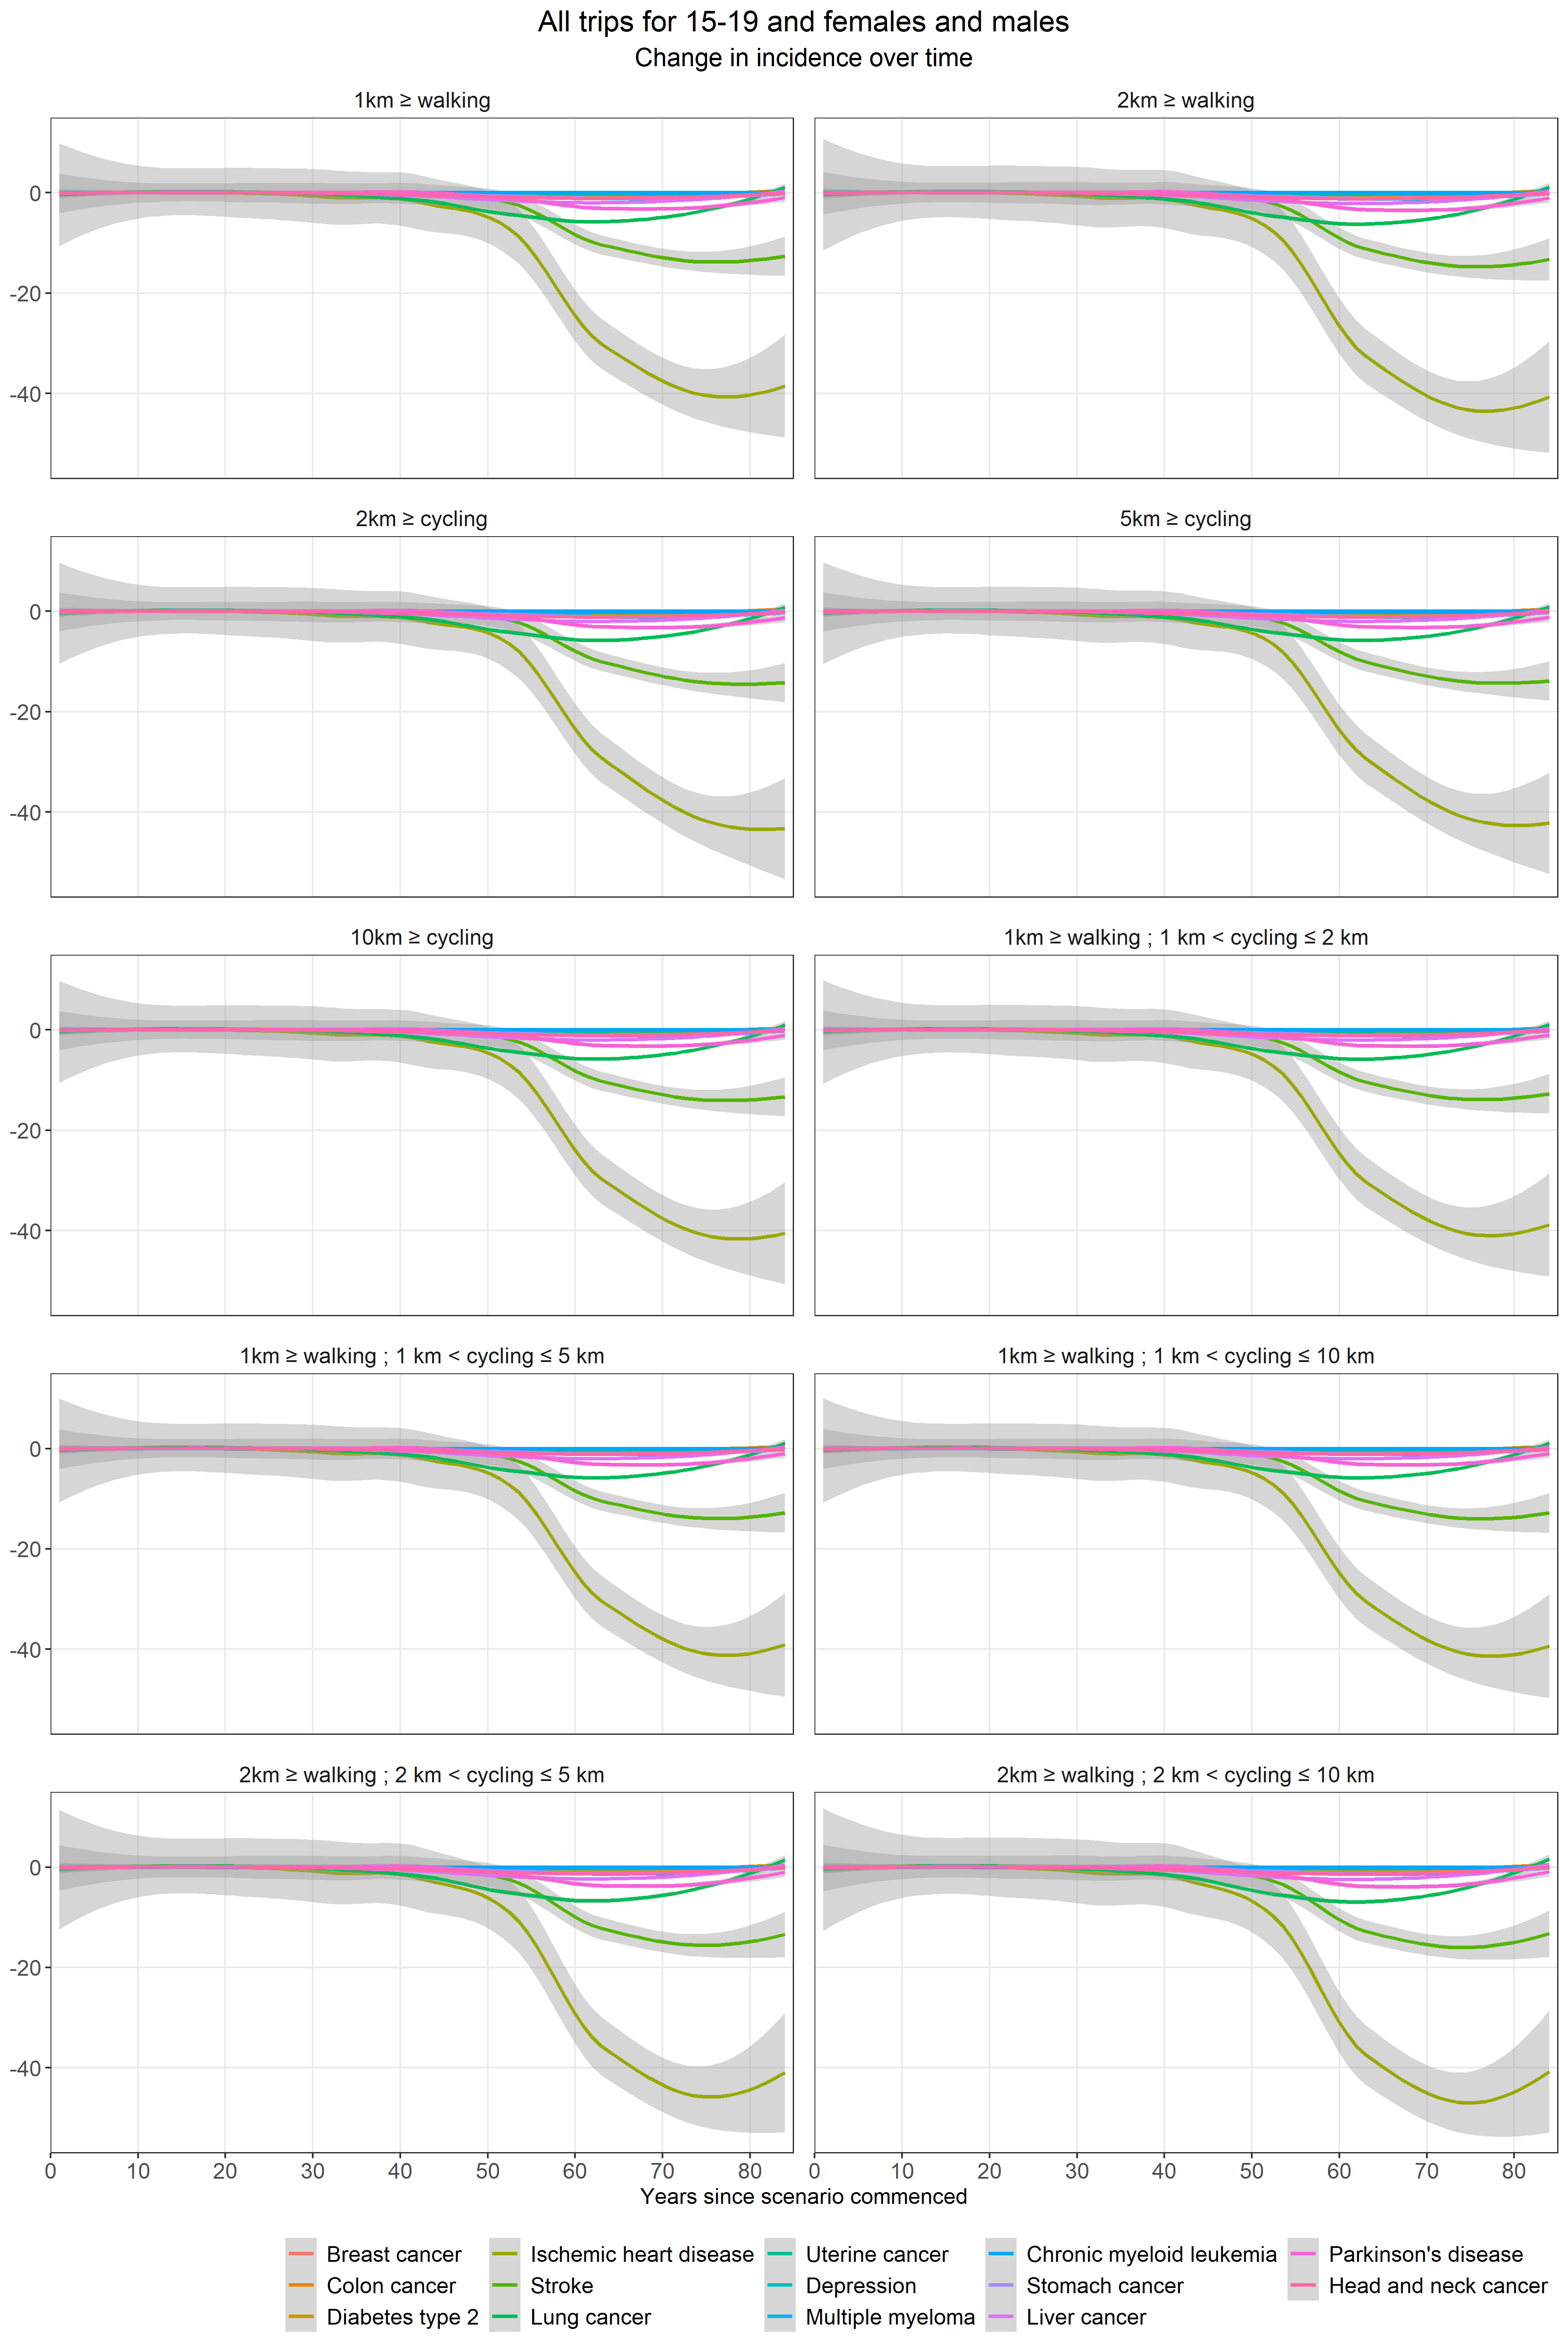 All trips for 15-19 and females and males
Change in incidence over time
1km ≥ walking
2km ≥ walking
0
-20
-40
2km ≥ cycling
5km ≥ cycling
0
-20
-40
10km ≥ cycling
1km ≥ walking ; 1 km < cycling ≤ 2 km
0
-20
-40
1km ≥ walking ; 1 km < cycling ≤ 5 km
1km ≥ walking ; 1 km < cycling ≤ 10 km
0
-20
-40
2km ≥ walking ; 2 km < cycling ≤ 5 km
2km ≥ walking ; 2 km < cycling ≤ 10 km
0
-20
-40
0 10 20 30 40 50 60 70 80
0 10 20 30 40 50 60 70 80
Years since scenario commenced
Breast cancer
Colon cancer
Diabetes type 2
Ischemic heart disease
Stroke
Lung cancer
Uterine cancer
Depression
Multiple myeloma
Chronic myeloid leukemia
Stomach cancer
Liver cancer
Parkinson's disease
Head and neck cancer